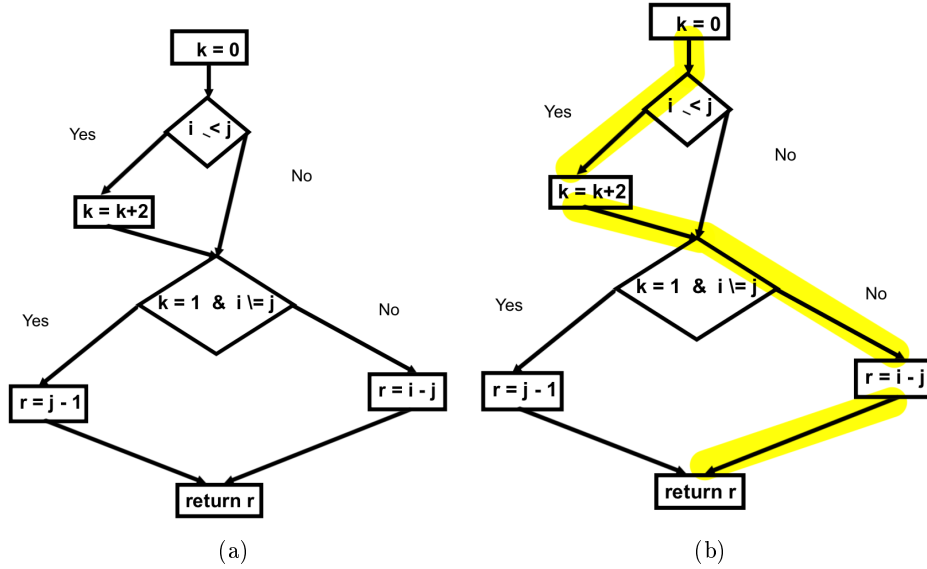 k = 0
i _< j
Yes
No
k = k+2
k = 1 & i \= j
Yes
No
r = j - 1
r = i - j
return r
(a)
k = 0
i _< j
Yes
No
k = k+2
k = 1 & i \= j
Yes
No
r = j - 1
r = i - j
return r
(b)